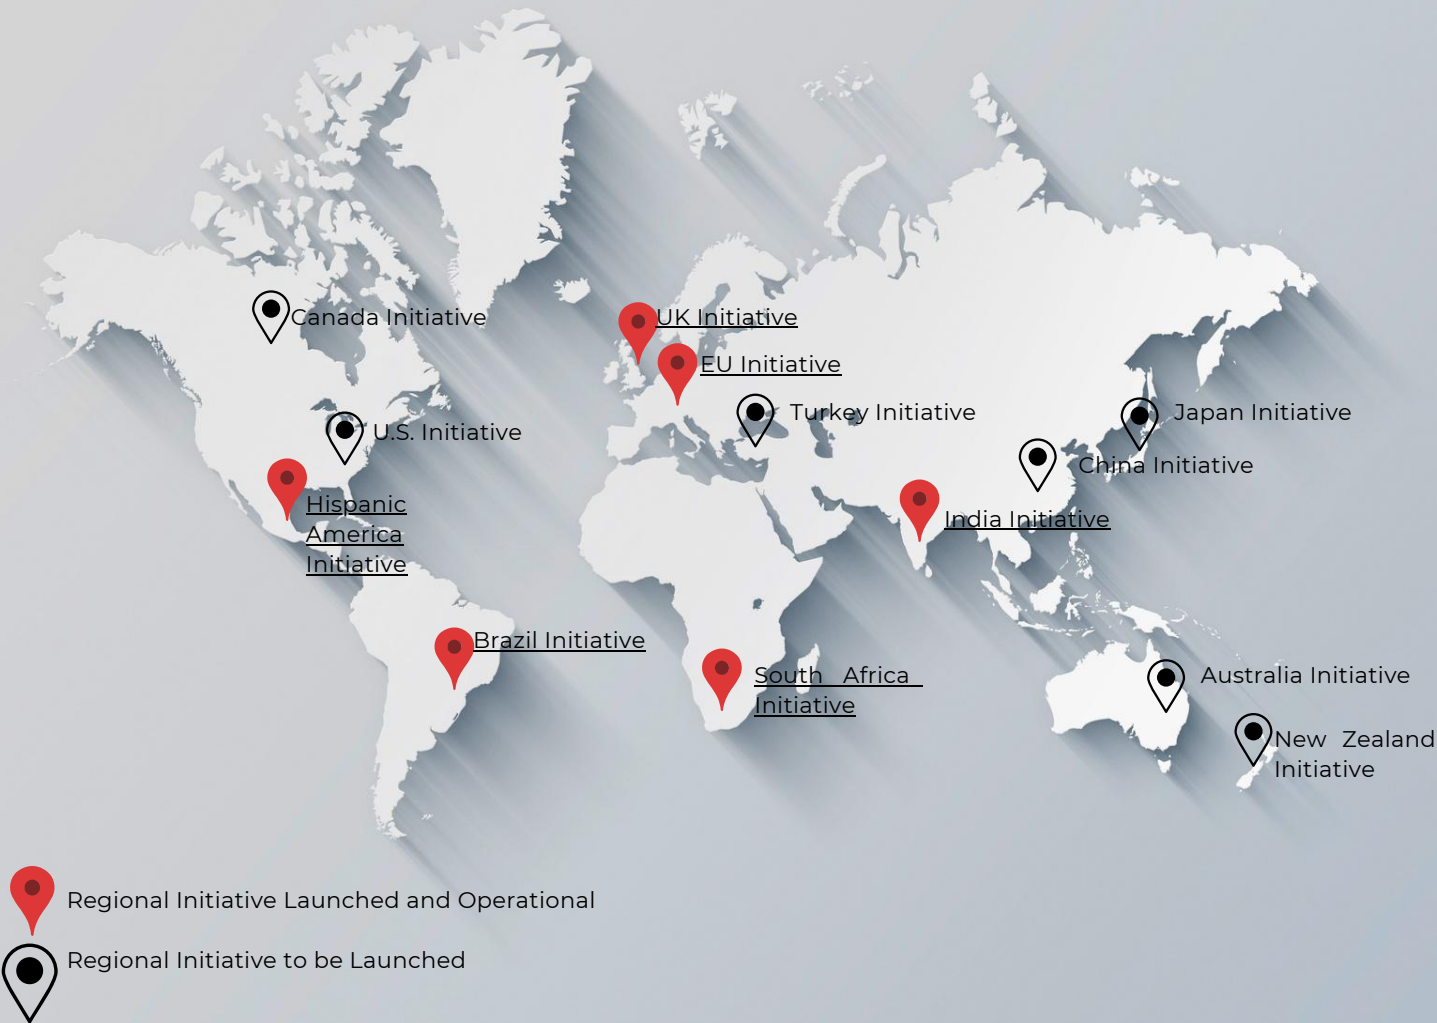 Canada Initiative
UK Initiative
EU Initiative
Turkey Initiative
Japan Initiative
U.S. Initiative
China Initiative
Hispanic
America
Initiative
India Initiative
Brazil Initiative
South Africa
Initiative
Australia Initiative
New Zealand
Initiative
Regional Initiative Launched and Operational
Regional Initiative to be Launched